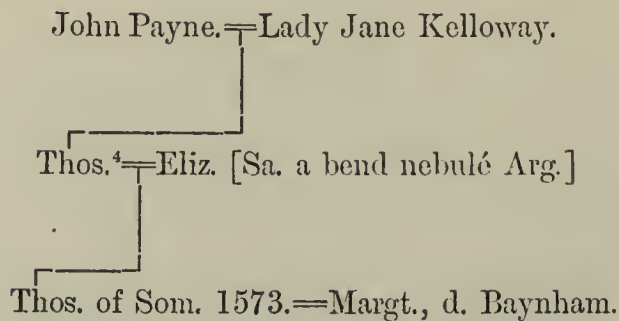 John Payne.=Lady Jane Kelloway.
Thos.⁴=Eliz. [Sa. a bend nebulé Arg.]
Thos. of Som. 1573.=Margt., d. Baynham.